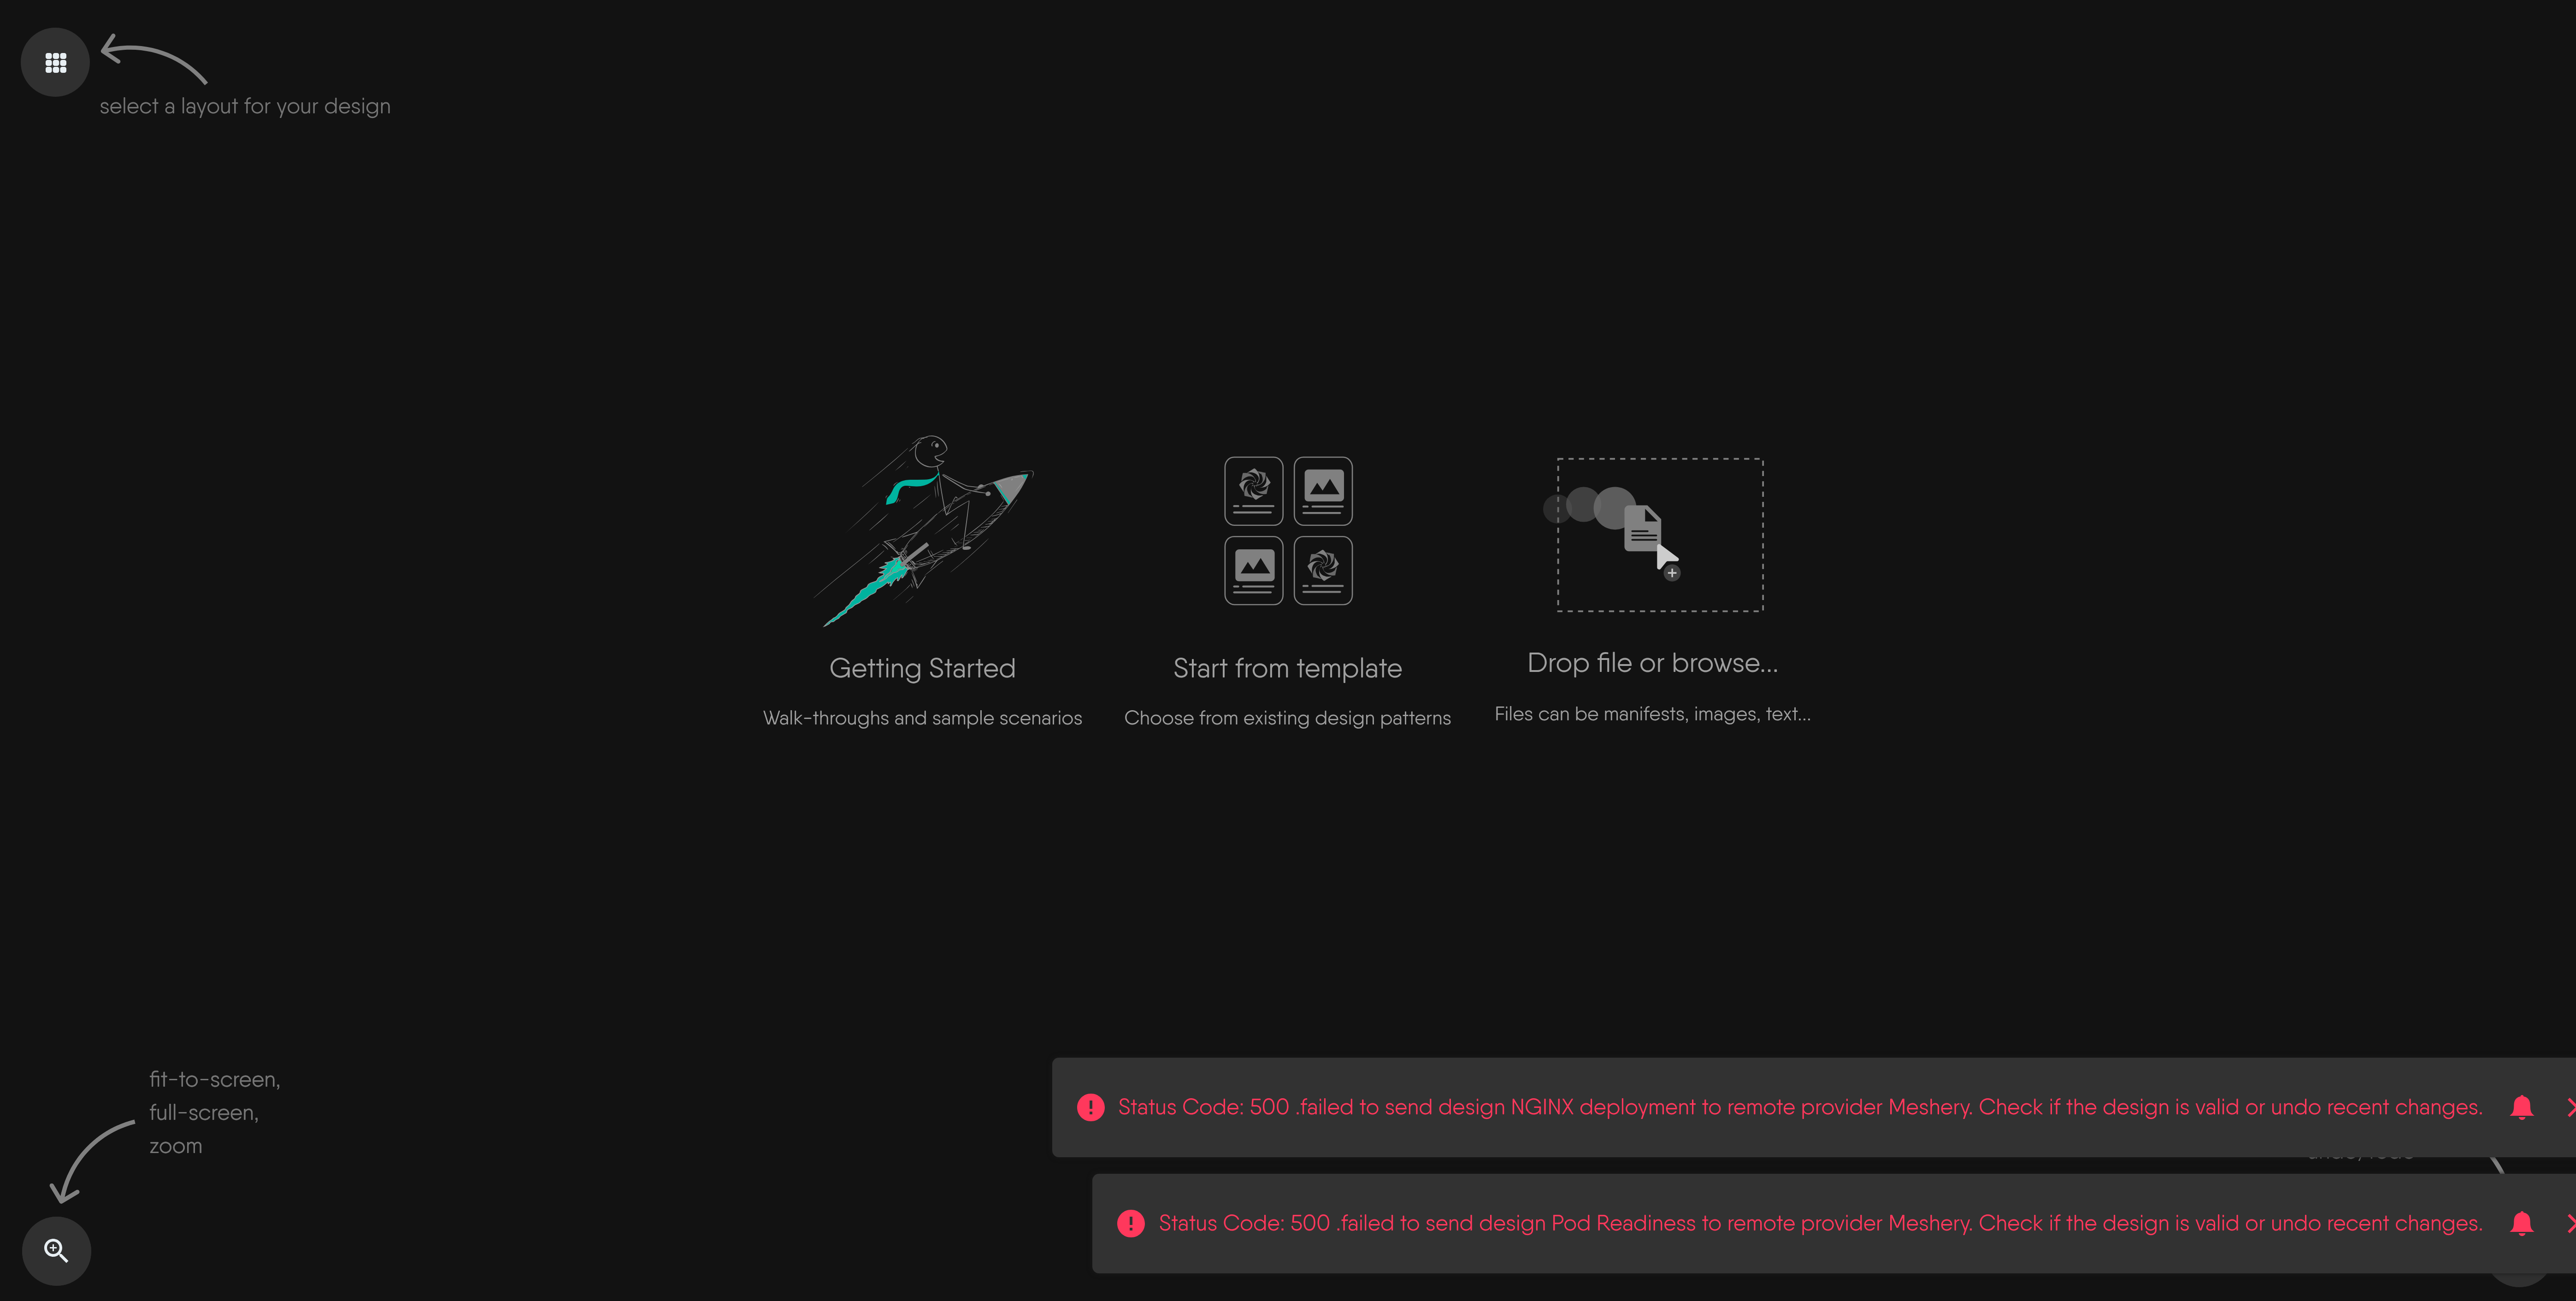 select a layout for your design
Getting Started
Start from template
Drop file or browse...
Walk-throughs and sample scenarios
Choose from existing design patterns
Files can be manifests, images, text...
fit-to-screen,
full-screen,
zoom
Status Code: 500 .failed to send design NGINX deployment to remote provider Meshery. Check if the design is valid or undo recent changes.
Status Code: 500 .failed to send design Pod Readiness to remote provider Meshery. Check if the design is valid or undo recent changes.